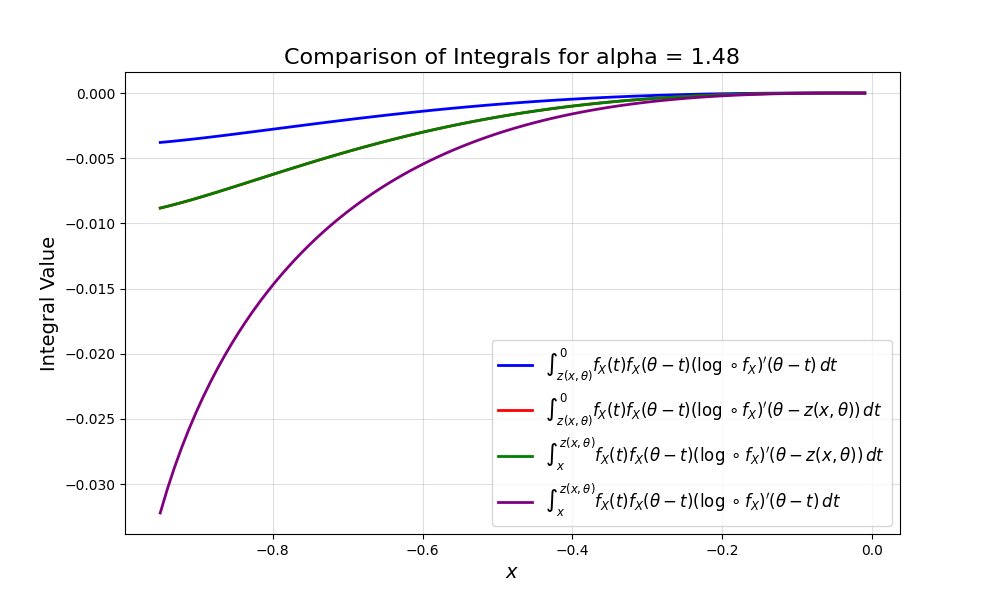 Comparison of Integrals for alpha = 1.48
Integral Value
0.000
−0.005
−0.010
−0.015
−0.020
−0.025
−0.030
∫_{z(x, θ)}^{0} f_X(t)f_X(θ − t)(log ∘ f_X)′(θ − t) dt
∫_{z(x, θ)}^{0} f_X(t)f_X(θ − t)(log ∘ f_X)′(θ − z(x, θ)) dt
∫_{x}^{z(x, θ)} f_X(t)f_X(θ − t)(log ∘ f_X)′(θ − z(x, θ)) dt
∫_{x}^{z(x, θ)} f_X(t)f_X(θ − t)(log ∘ f_X)′(θ − t) dt
−0.8 −0.6 −0.4 −0.2 0.0
x